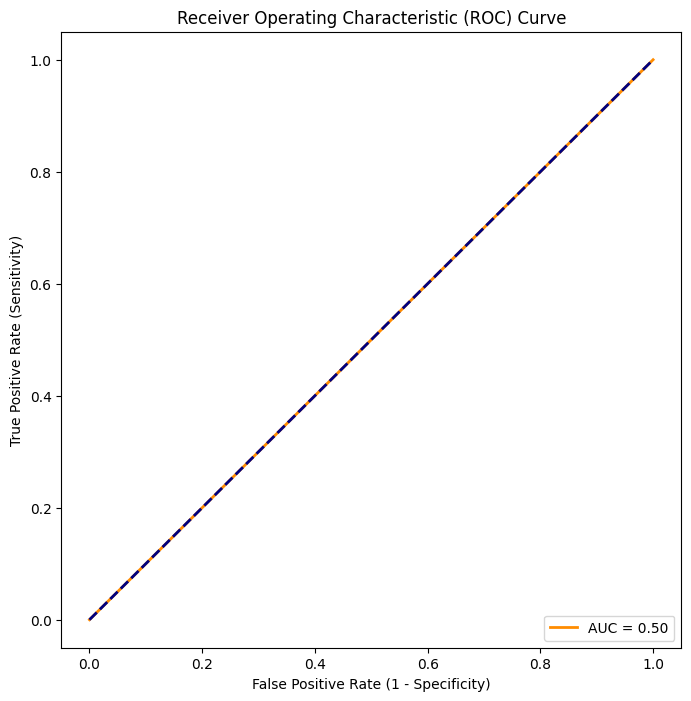 Receiver Operating Characteristic (ROC) Curve
1.0
0.8
0.6
0.4
0.2
0.0
True Positive Rate (Sensitivity)
AUC = 0.50
0.0 0.2 0.4 0.6 0.8 1.0
False Positive Rate (1 - Specificity)